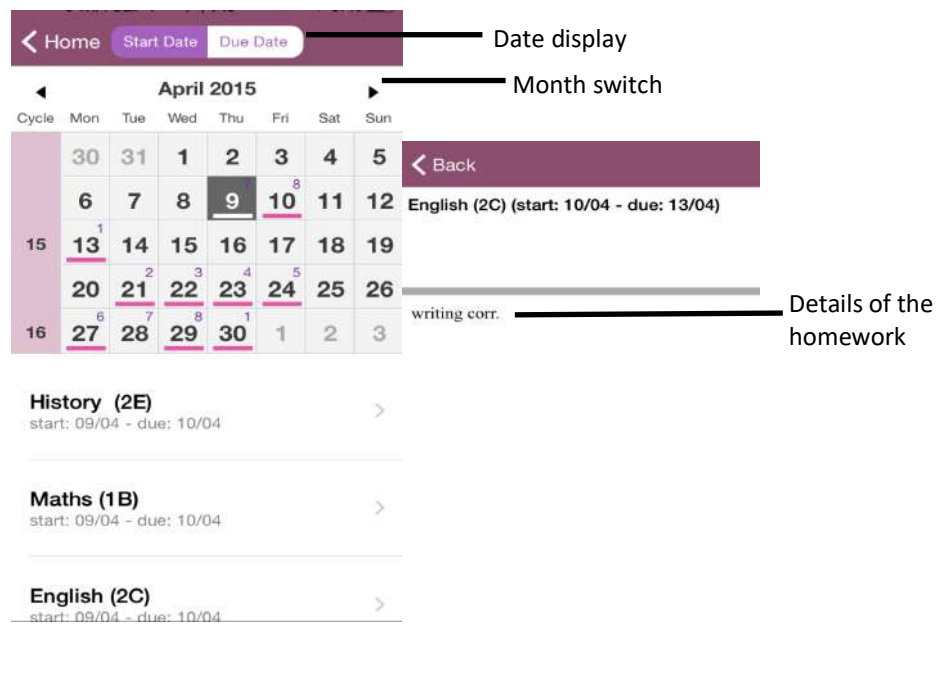 Home Start Date Due Date
Date display
April 2015
Month switch
Cycle Mon Tue Wed Thu Fri Sat Sun
30 31 1 2 3 4 5
8
6 7 8 9 10 11 12
1
15 13 14 15 16 17 18 19
2 3 4 5
20 21 22 23 24 25 26
6 7 8 1
16 27 28 29 30 1 2 3
Back
English (2C) (start: 10/04 - due: 13/04)
writing corr.
Details of the
homework
History (2E)
start: 09/04 - due: 10/04
Maths (1B)
start: 09/04 - due: 10/04
English (2C)
start: 09/04 - due: 10/04